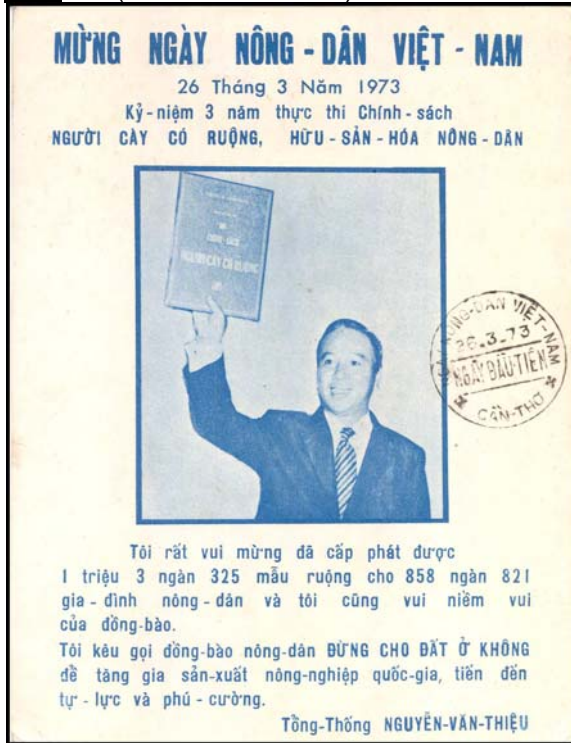 MỪNG NGÀY NÔNG - DÂN VIỆT - NAM
26 Tháng 3 Năm 1973
Kỷ-niệm 3 năm thực thi Chính-sách
NGƯỜI CÀY CÓ RUỘNG, HỮU - SẢN - HÓA NÔNG - DÂN
NGƯỜI CÀY CÓ RUỘNG
NÔNG-DÂN VIỆT-NAM
26.3.73
NGÀY ĐẦU TIÊN
CẦN-THƠ
Tôi rất vui mừng đã cấp phát được
1 triệu 3 ngàn 325 mẫu ruộng cho 858 ngàn 821
gia - đình nông - dân và tôi cũng vui niềm vui
của đồng-bào.
Tôi kêu gọi đồng-bào nông-dân ĐỪNG CHO ĐẤT Ở KHÔNG
để tăng gia sản-xuất nông-nghiệp quốc-gia, tiến đến
tự - lực và phú - cường.
Tổng-Thống NGUYỄN-VĂN-THIỆU